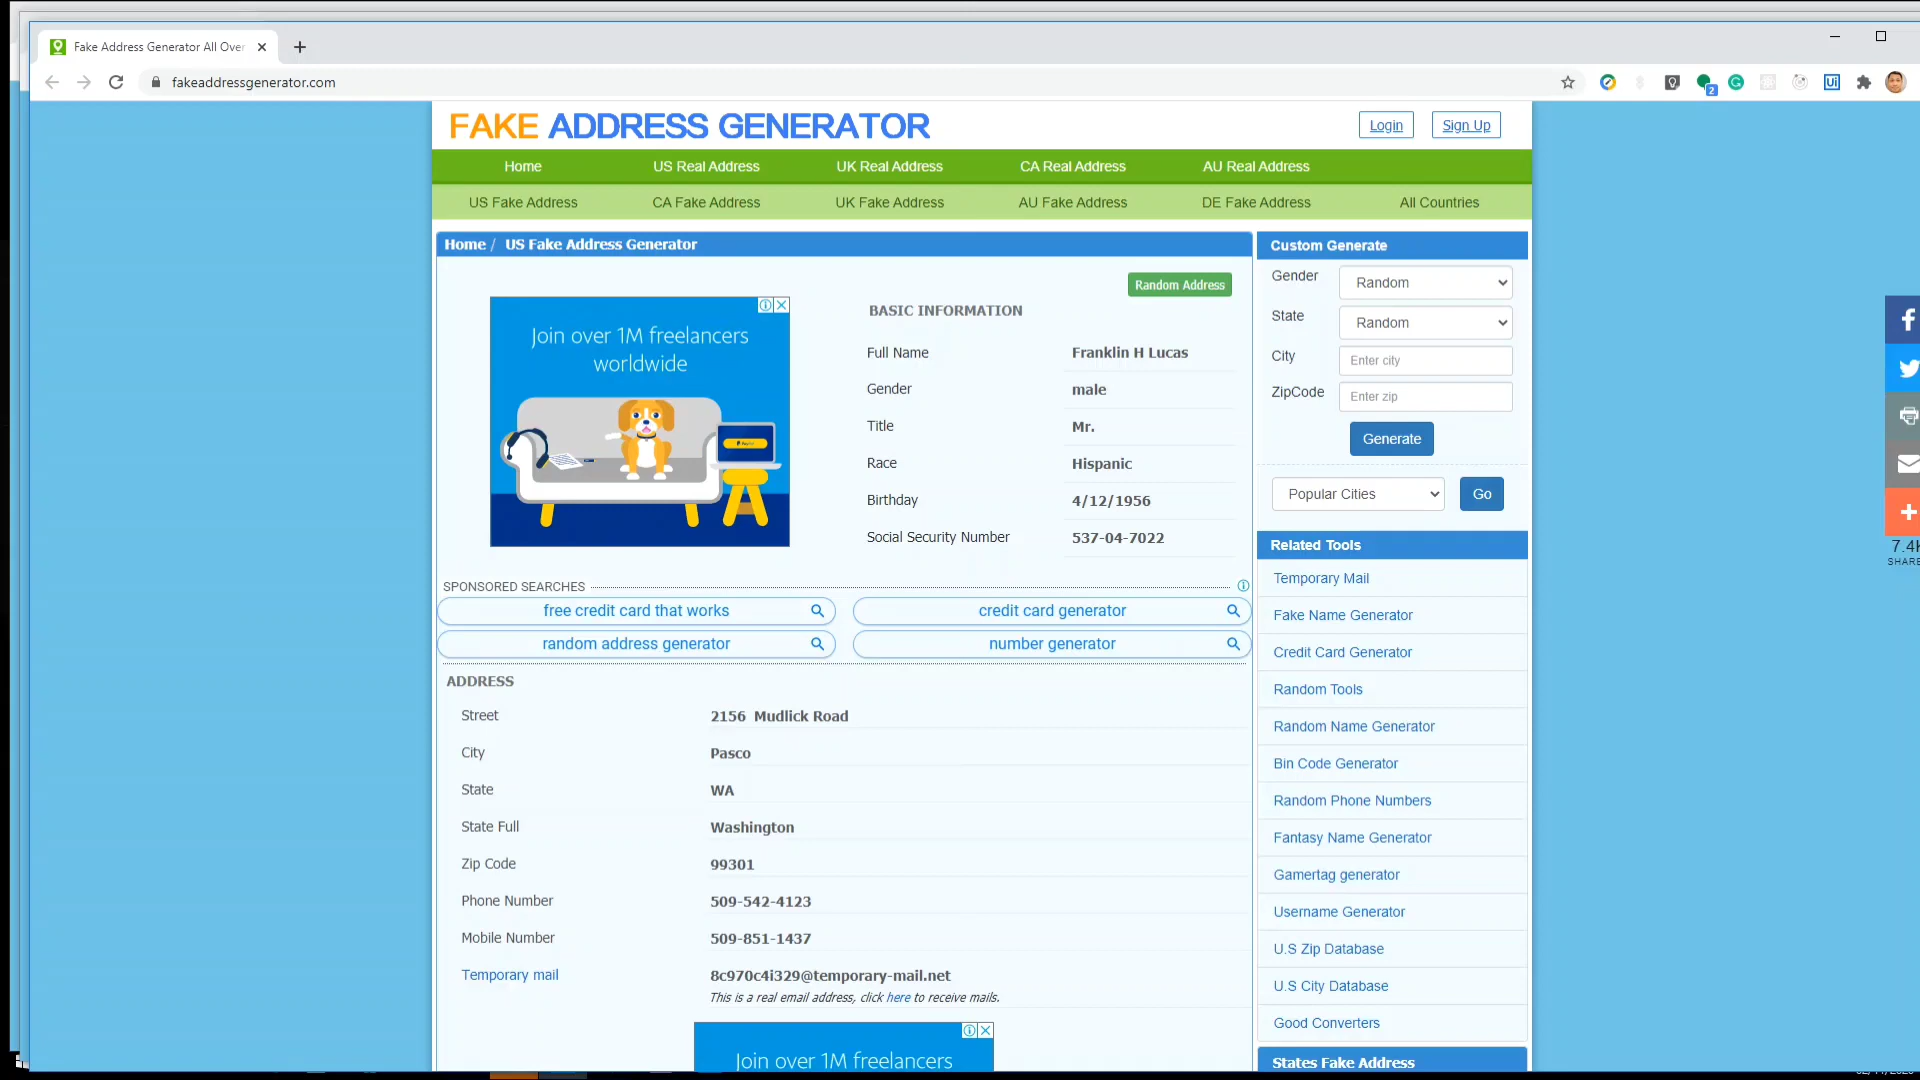 Fake Address Generator All Over
fakeaddressgenerator.com
2
Ui
FAKE ADDRESS GENERATOR
Login
Sign Up
Home
US Real Address
UK Real Address
CA Real Address
AU Real Address
US Fake Address
CA Fake Address
UK Fake Address
AU Fake Address
DE Fake Address
All Countries
Home / US Fake Address Generator
Random Address
Join over 1M freelancers
worldwide
PayPal
BASIC INFORMATION
Full Name Franklin H Lucas
Gender male
Title Mr.
Race Hispanic
Birthday 4/12/1956
Social Security Number 537-04-7022
SPONSORED SEARCHES
free credit card that works
credit card generator
random address generator
number generator
ADDRESS
Street 2156 Mudlick Road
City Pasco
State WA
State Full Washington
Zip Code 99301
Phone Number 509-542-4123
Mobile Number 509-851-1437
Temporary mail 8c970c4i329@temporary-mail.net
This is a real email address, click here to receive mails.
Join over 1M freelancers
Custom Generate
Gender Random
State Random
City Enter city
ZipCode Enter zip
Generate
Popular Cities
Go
Related Tools
Temporary Mail
Fake Name Generator
Credit Card Generator
Random Tools
Random Name Generator
Bin Code Generator
Random Phone Numbers
Fantasy Name Generator
Gamertag generator
Username Generator
U.S Zip Database
U.S City Database
Good Converters
States Fake Address
7.4K
SHARE